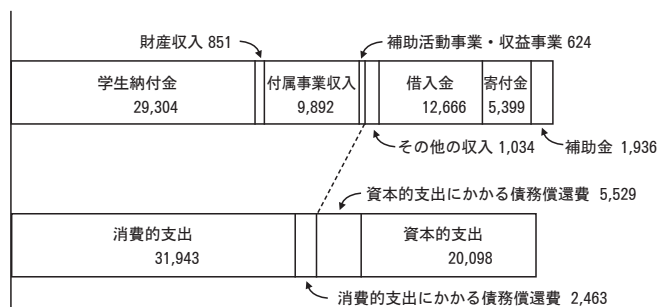 財産収入 851
補助活動事業・収益事業 624
学生納付金
29,304
付属事業収入
9,892
借入金
12,666
寄付金
5,399
その他の収入 1,034
補助金 1,936
資本的支出にかかる債務償還費 5,529
消費的支出
31,943
資本的支出
20,098
消費的支出にかかる債務償還費 2,463